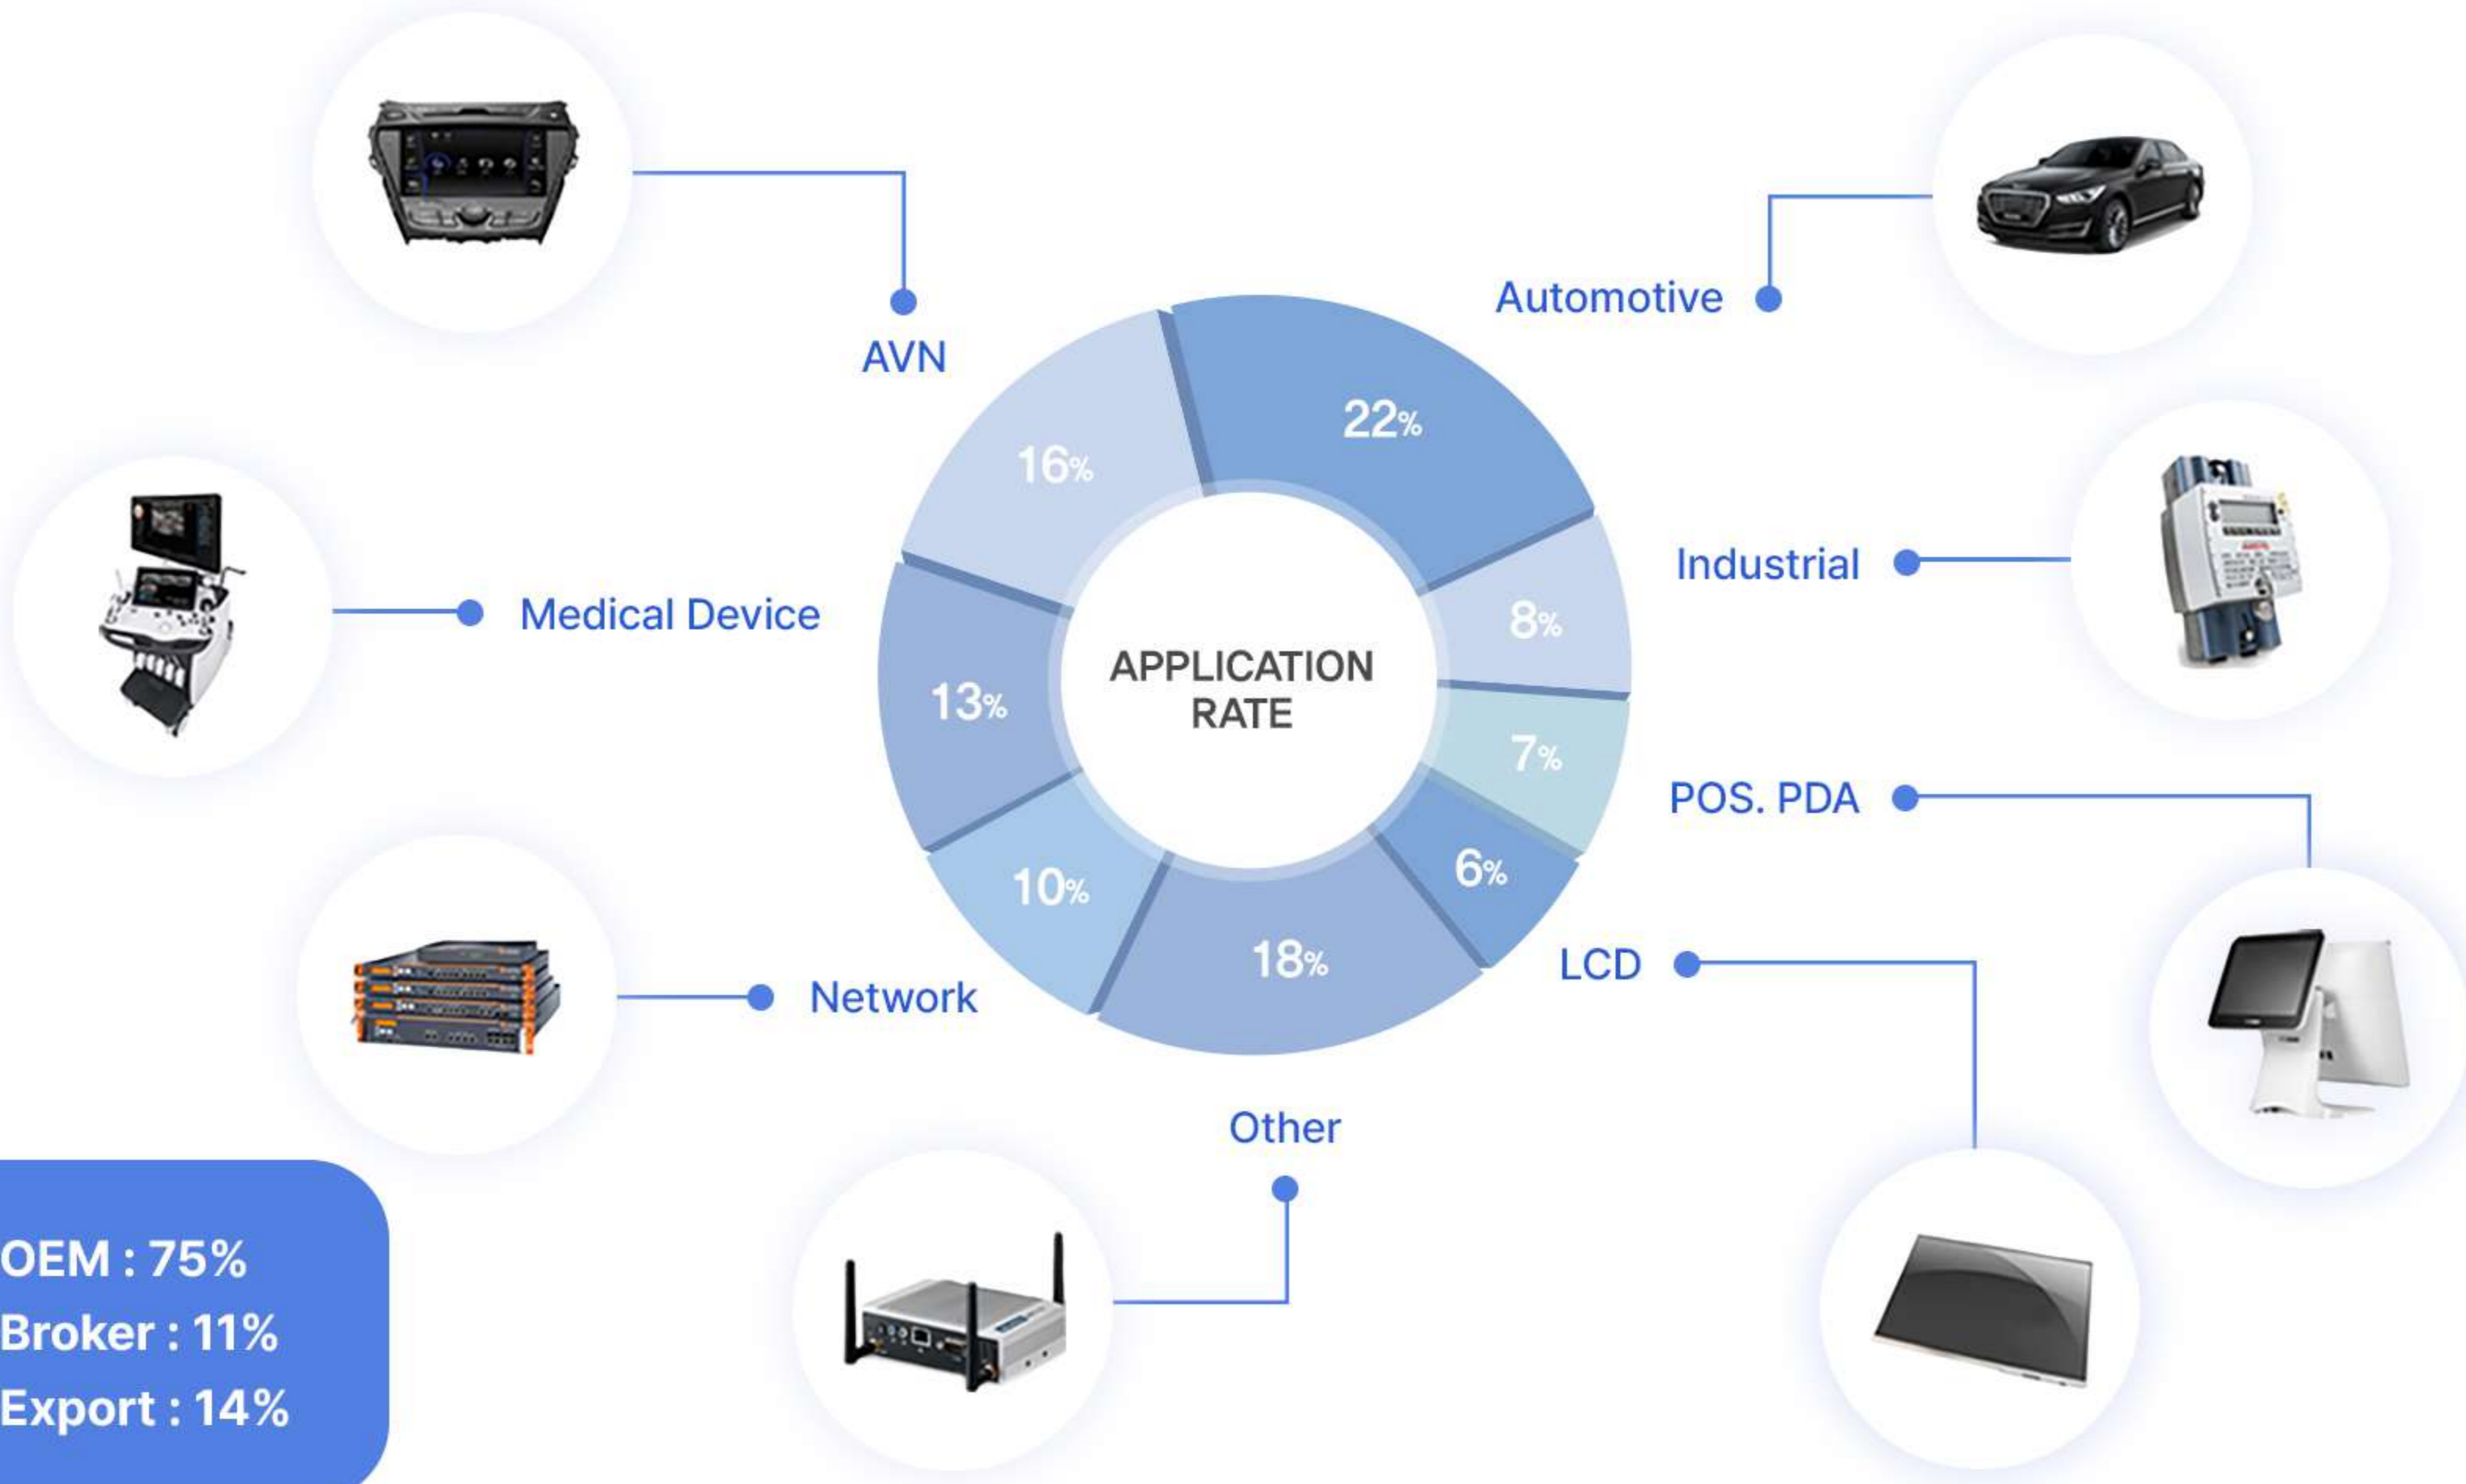 AVN
Automotive
22%
16%
Industrial
8%
Medical Device
APPLICATION
RATE
13%
7%
POS. PDA
6%
10%
18%
LCD
Network
Other
OEM : 75%
Broker : 11%
Export : 14%